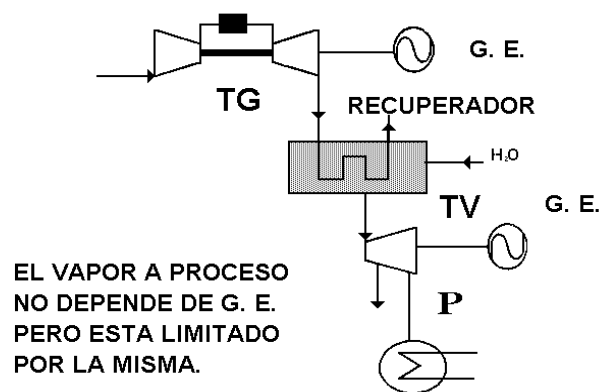 G. E.
TG
RECUPERADOR
H₂O
TV
G. E.
EL VAPOR A PROCESO
NO DEPENDE DE G. E.
PERO ESTA LIMITADO
POR LA MISMA.
P